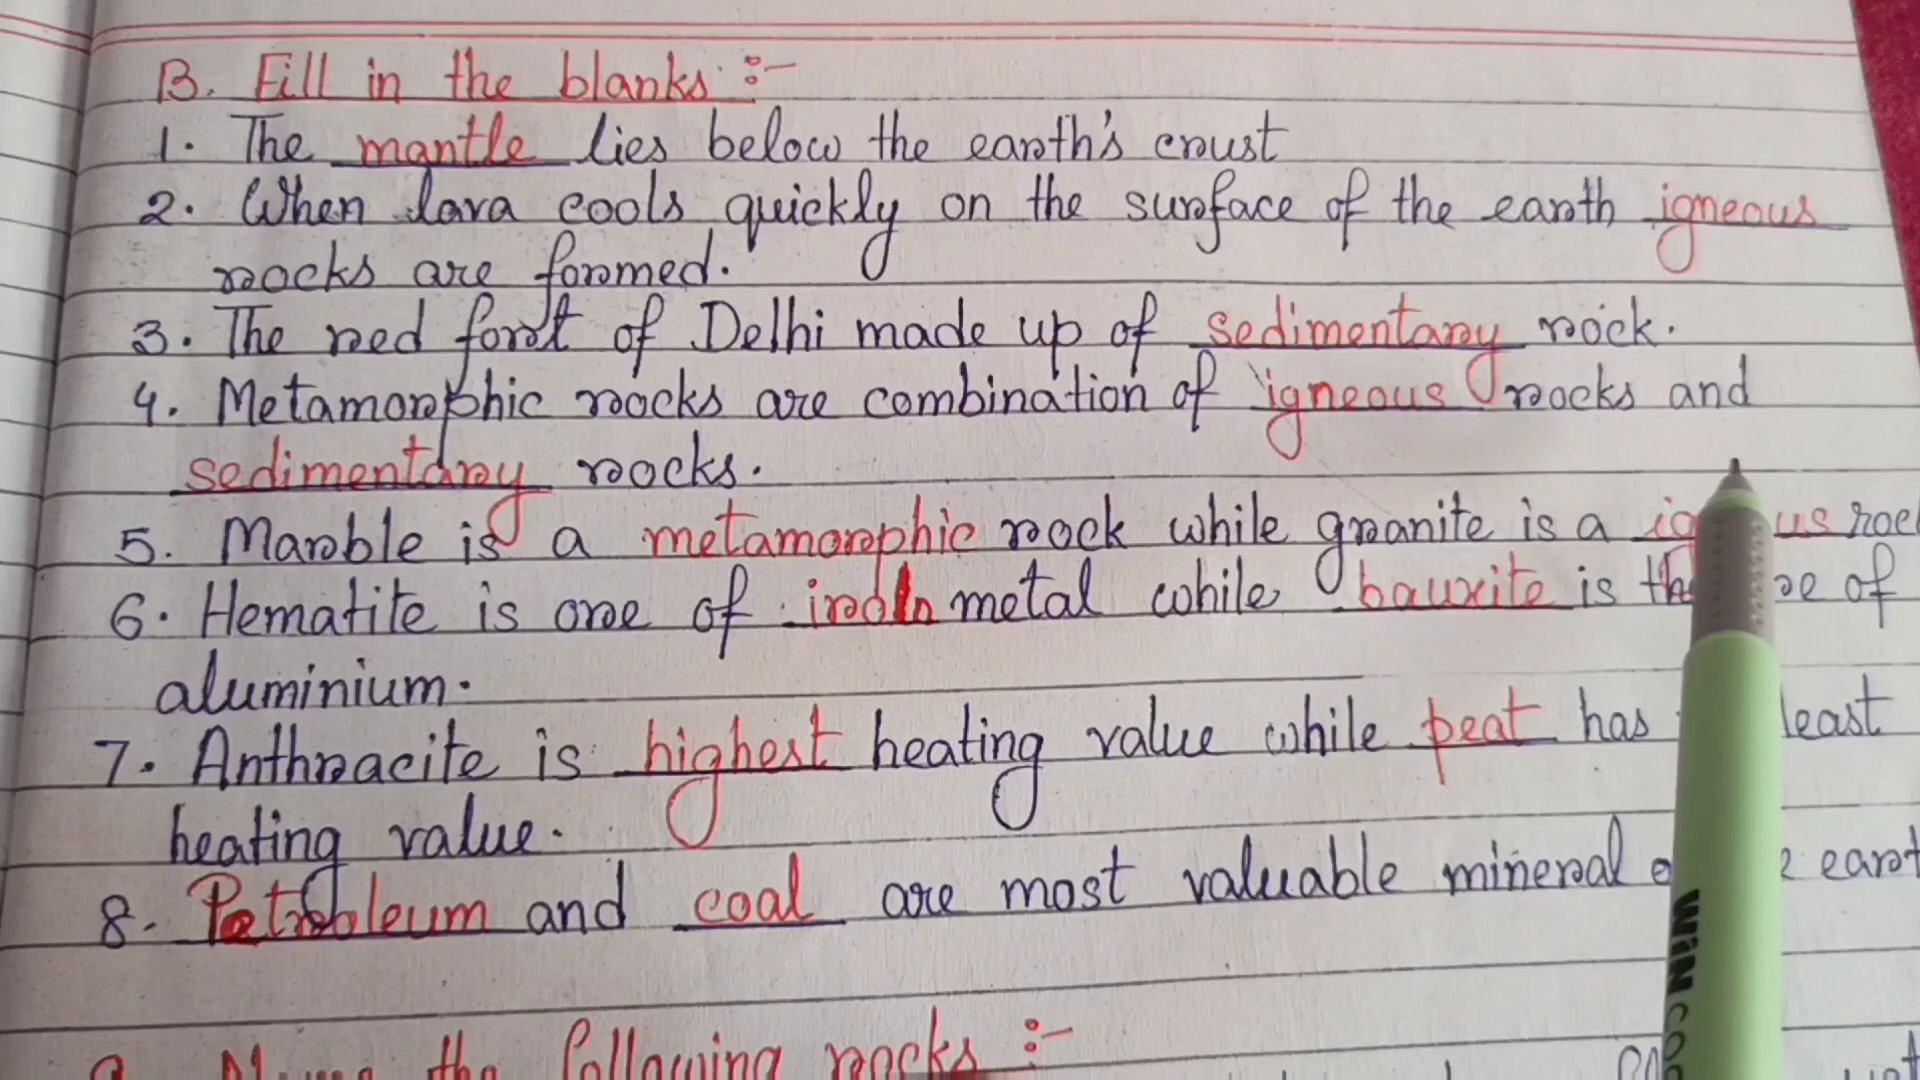 B. Fill in the blanks :-
1. The mantle lies below the earth's crust
2. When lava cools quickly on the surface of the earth igneous
rocks are formed.
3. The red fort of Delhi made up of sedimentary rock.
4. Metamorphic rocks are combination of igneous rocks and
sedimentary rocks.
5. Marble is a metamorphic rock while granite is a
6. Hematite is ore of iron metal while bauxite is of
aluminium.
7. Anthracite is highest heating value while peat has least
heating value.
8. Petroleum and coal are most valuable mineral
the following rocks :-
WIN